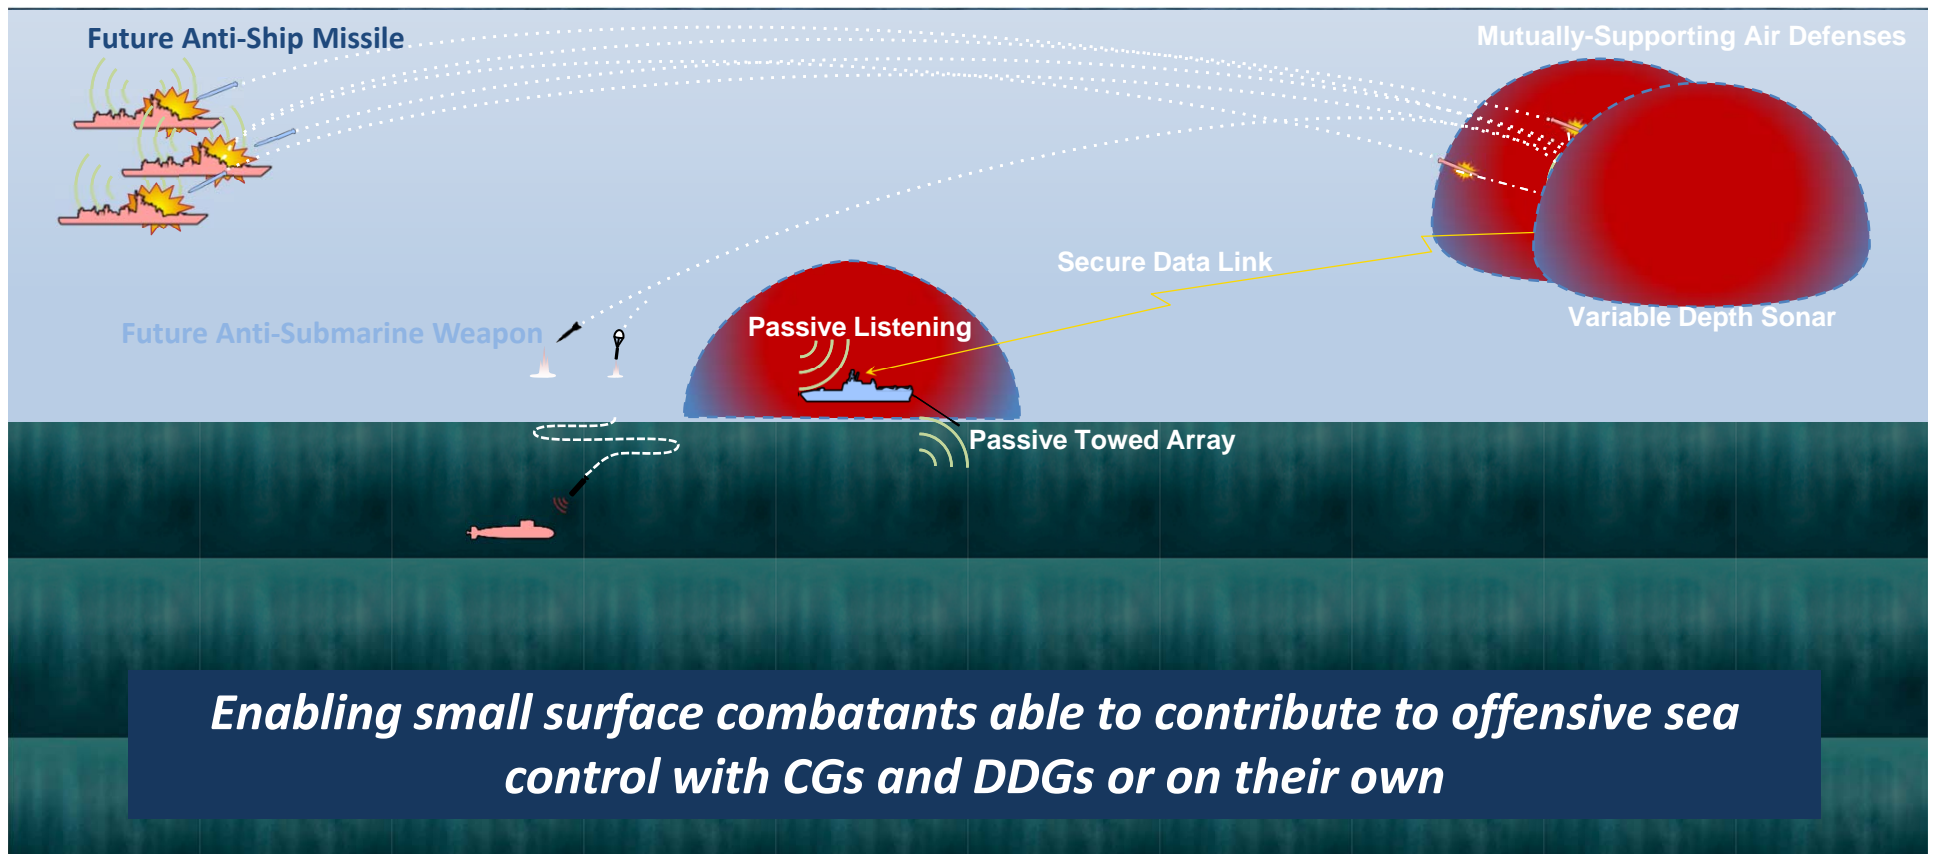 Future Anti-Ship Missile
Mutually-Supporting Air Defenses
Secure Data Link
Variable Depth Sonar
Future Anti-Submarine Weapon
Passive Listening
Passive Towed Array
Enabling small surface combatants able to contribute to offensive sea
control with CGs and DDGs or on their own